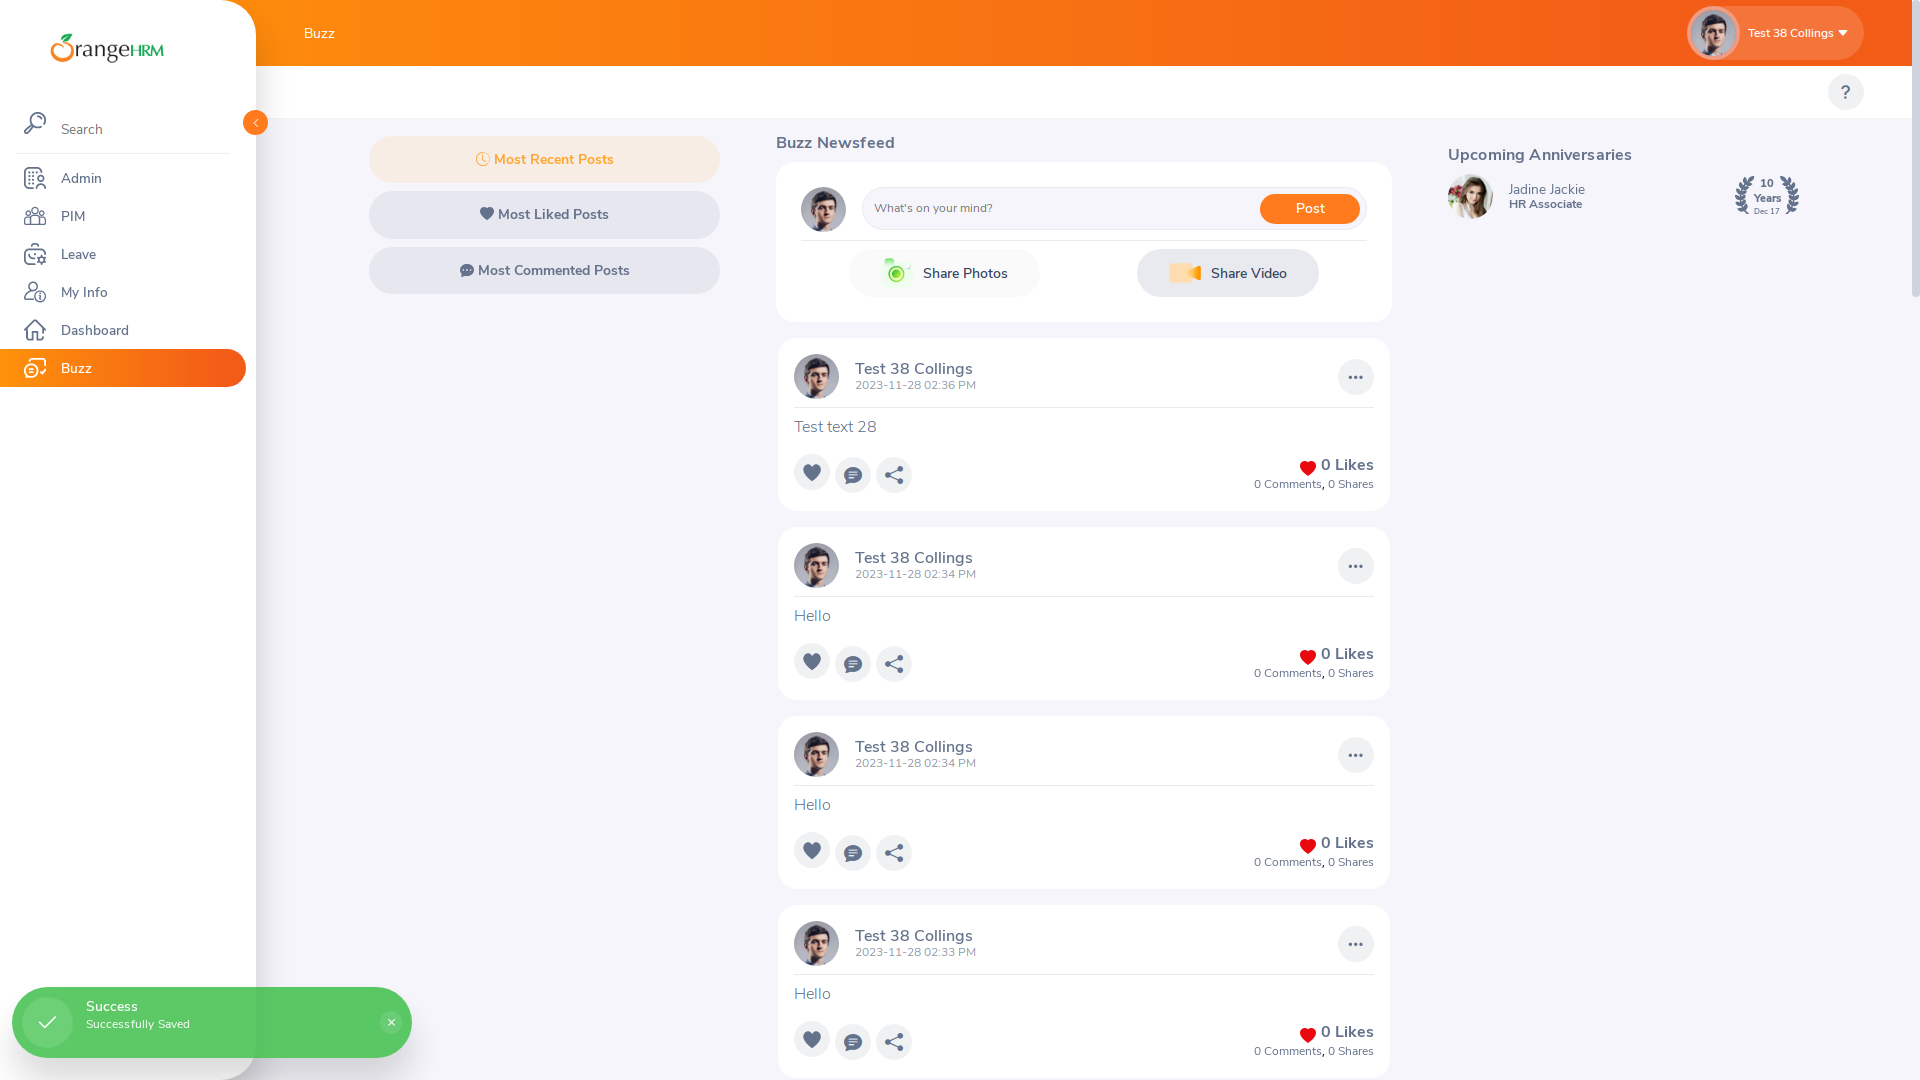 OrangeHRM
Search
Admin
PIM
Leave
My Info
Dashboard
Buzz
Buzz
Test 38 Collings
?
Most Recent Posts
Most Liked Posts
Most Commented Posts
Buzz Newsfeed
What's on your mind?
Post
Share Photos
Share Video
Test 38 Collings
2023-11-28 02:36 PM
Test text 28
0 Likes
0 Comments, 0 Shares
Test 38 Collings
2023-11-28 02:34 PM
Hello
0 Likes
0 Comments, 0 Shares
Test 38 Collings
2023-11-28 02:34 PM
Hello
0 Likes
0 Comments, 0 Shares
Test 38 Collings
2023-11-28 02:33 PM
Hello
0 Likes
0 Comments, 0 Shares
Upcoming Anniversaries
Jadine Jackie
HR Associate
10
Years
Dec 17
Success
Successfully Saved